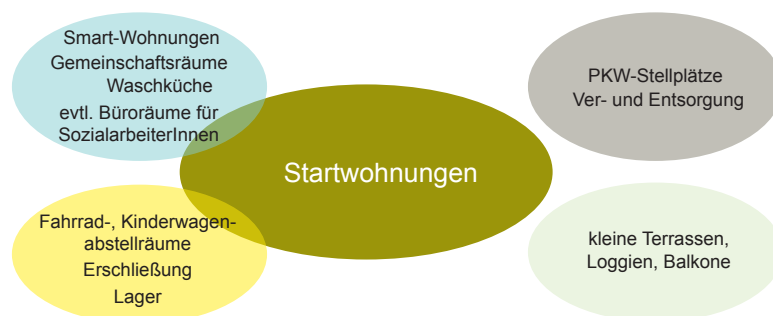 Smart-Wohnungen
Gemeinschaftsräume
Waschküche
evtl. Büroräume für
SozialarbeiterInnen
PKW-Stellplätze
Ver- und Entsorgung
Startwohnungen
Fahrrad-, Kinderwagen-
abstellräume
Erschließung
Lager
kleine Terrassen,
Loggien, Balkone